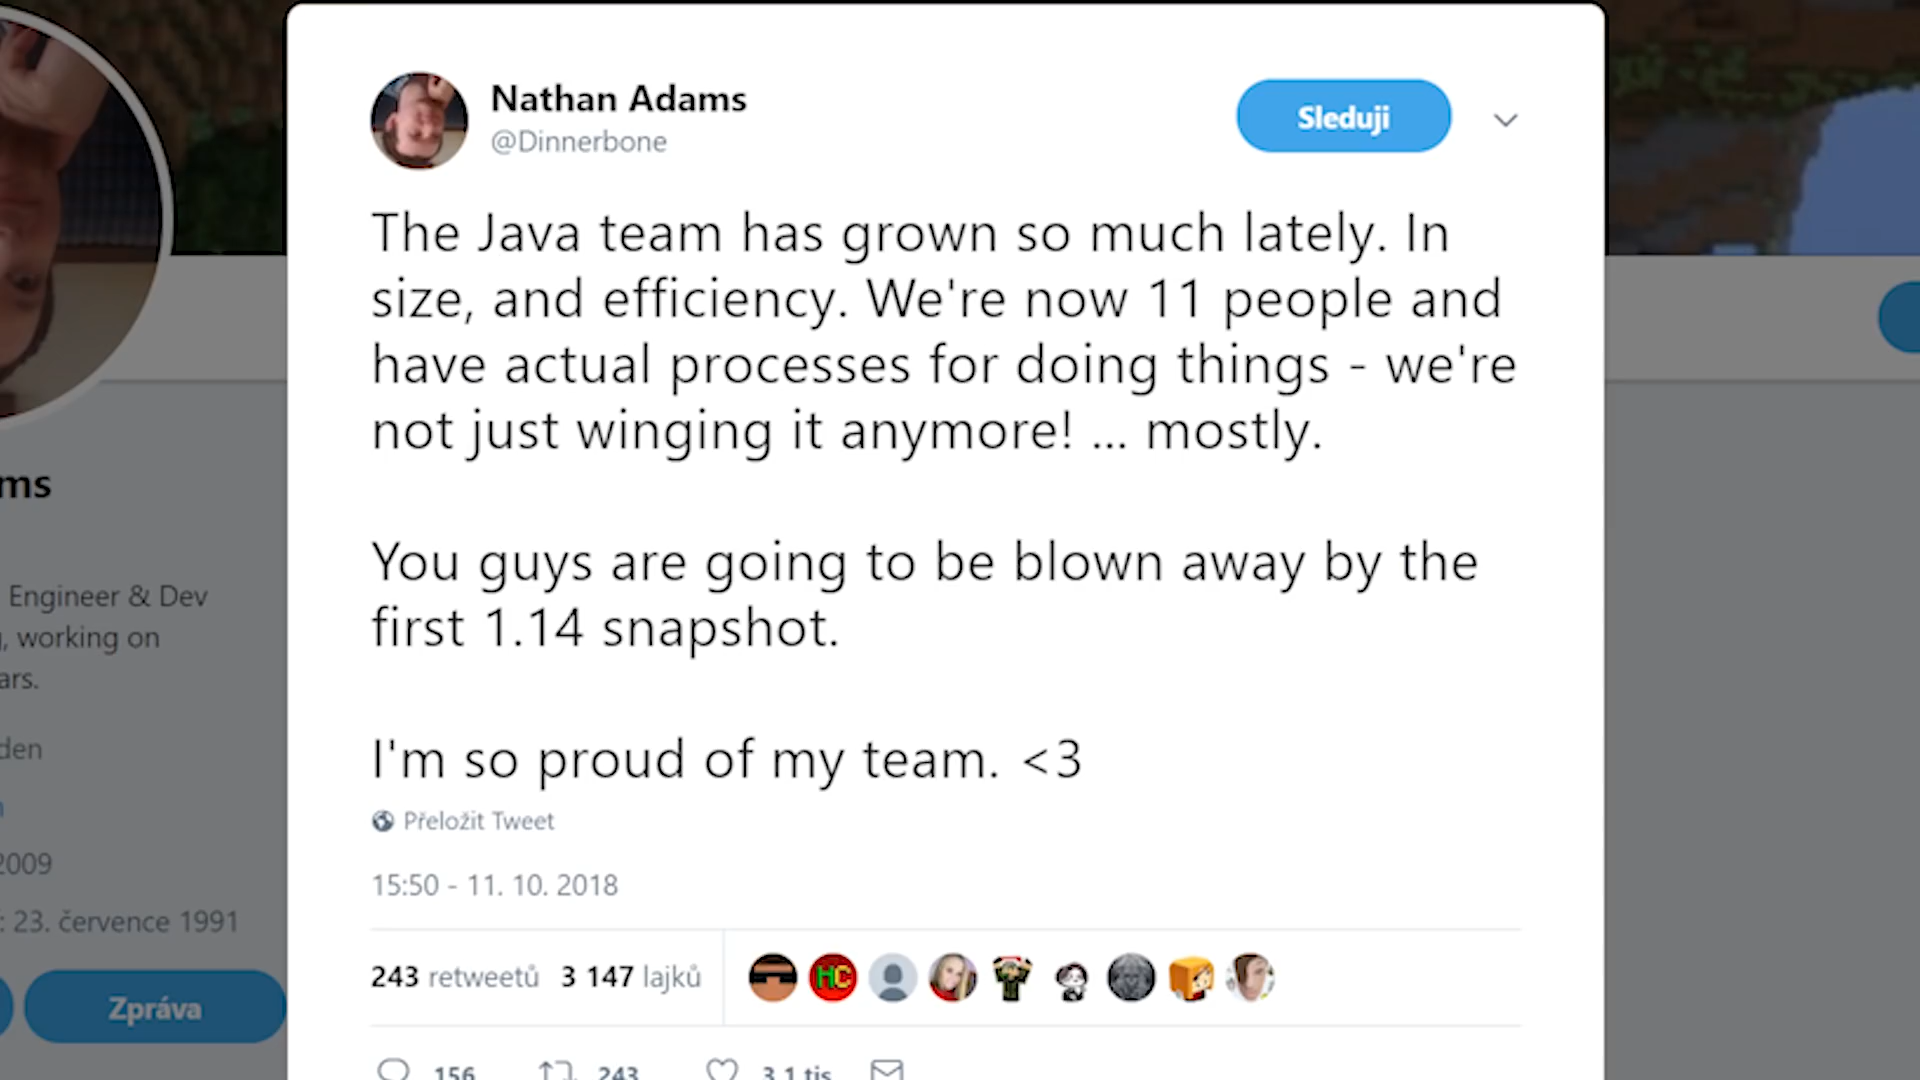 Nathan Adams
@Dinnerbone
Sleduji
The Java team has grown so much lately. In
size, and efficiency. We're now 11 people and
have actual processes for doing things - we're
not just winging it anymore! ... mostly.
You guys are going to be blown away by the
first 1.14 snapshot.
I'm so proud of my team. <3
Přeložit Tweet
15:50 - 11. 10. 2018
243 retweetů 3 147 lajků
HC
156 243 3,1 tis
ms
Engineer & Dev
, working on
ars.
den
2009
: 23. července 1991
Zpráva